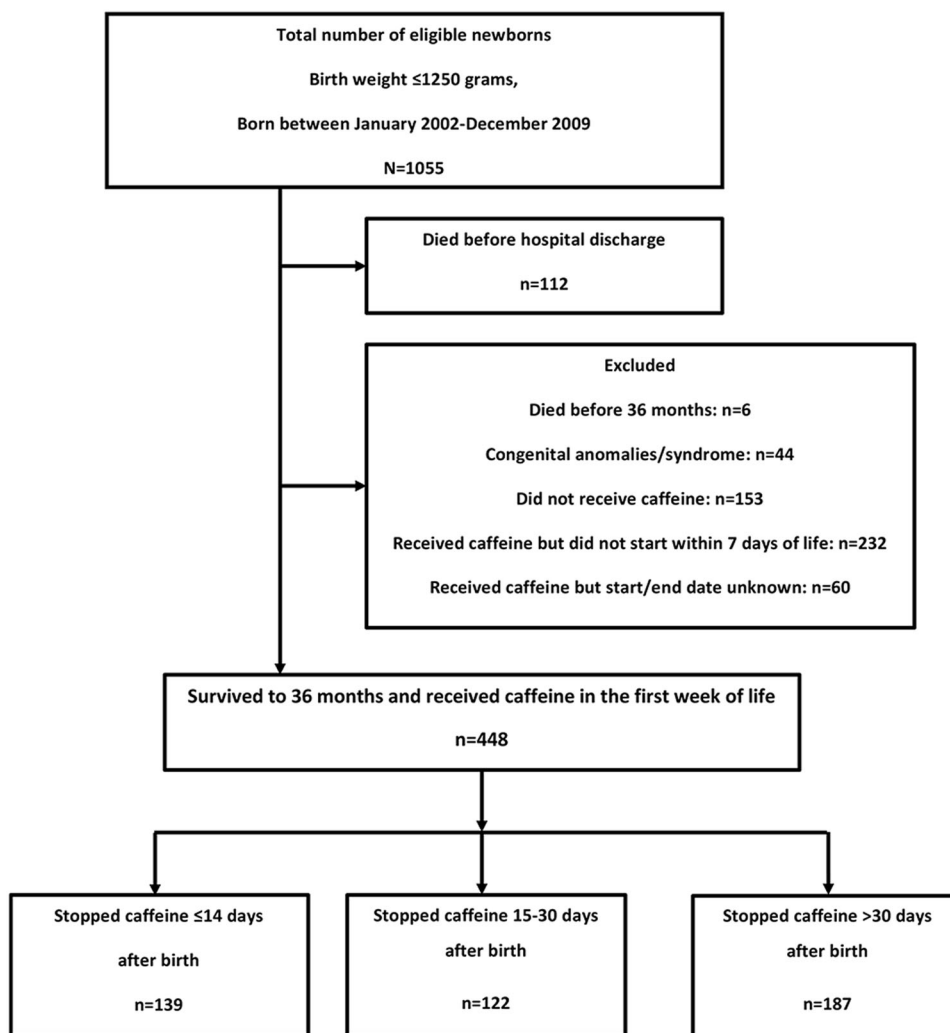 Total number of eligible newborns
Birth weight ≤1250 grams,
Born between January 2002-December 2009
N=1055
Died before hospital discharge
n=112
Excluded
Died before 36 months: n=6
Congenital anomalies/syndrome: n=44
Did not receive caffeine: n=153
Received caffeine but did not start within 7 days of life: n=232
Received caffeine but start/end date unknown: n=60
Survived to 36 months and received caffeine in the first week of life
n=448
Stopped caffeine ≤14 days
after birth
n=139
Stopped caffeine 15-30 days
after birth
n=122
Stopped caffeine >30 days
after birth
n=187